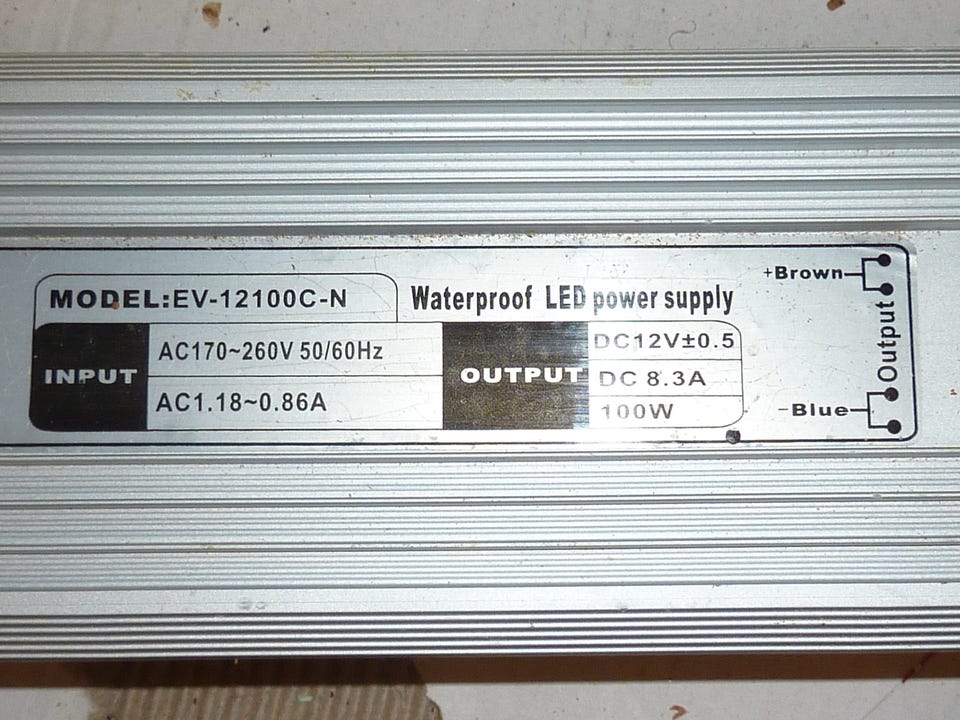 MODEL:EV-12100C-N
Waterproof LED power supply
INPUT
AC170~260V 50/60Hz
AC1.18~0.86A
OUTPUT
DC12V±0.5
DC 8.3A
100W
+Brown
-Blue
Output